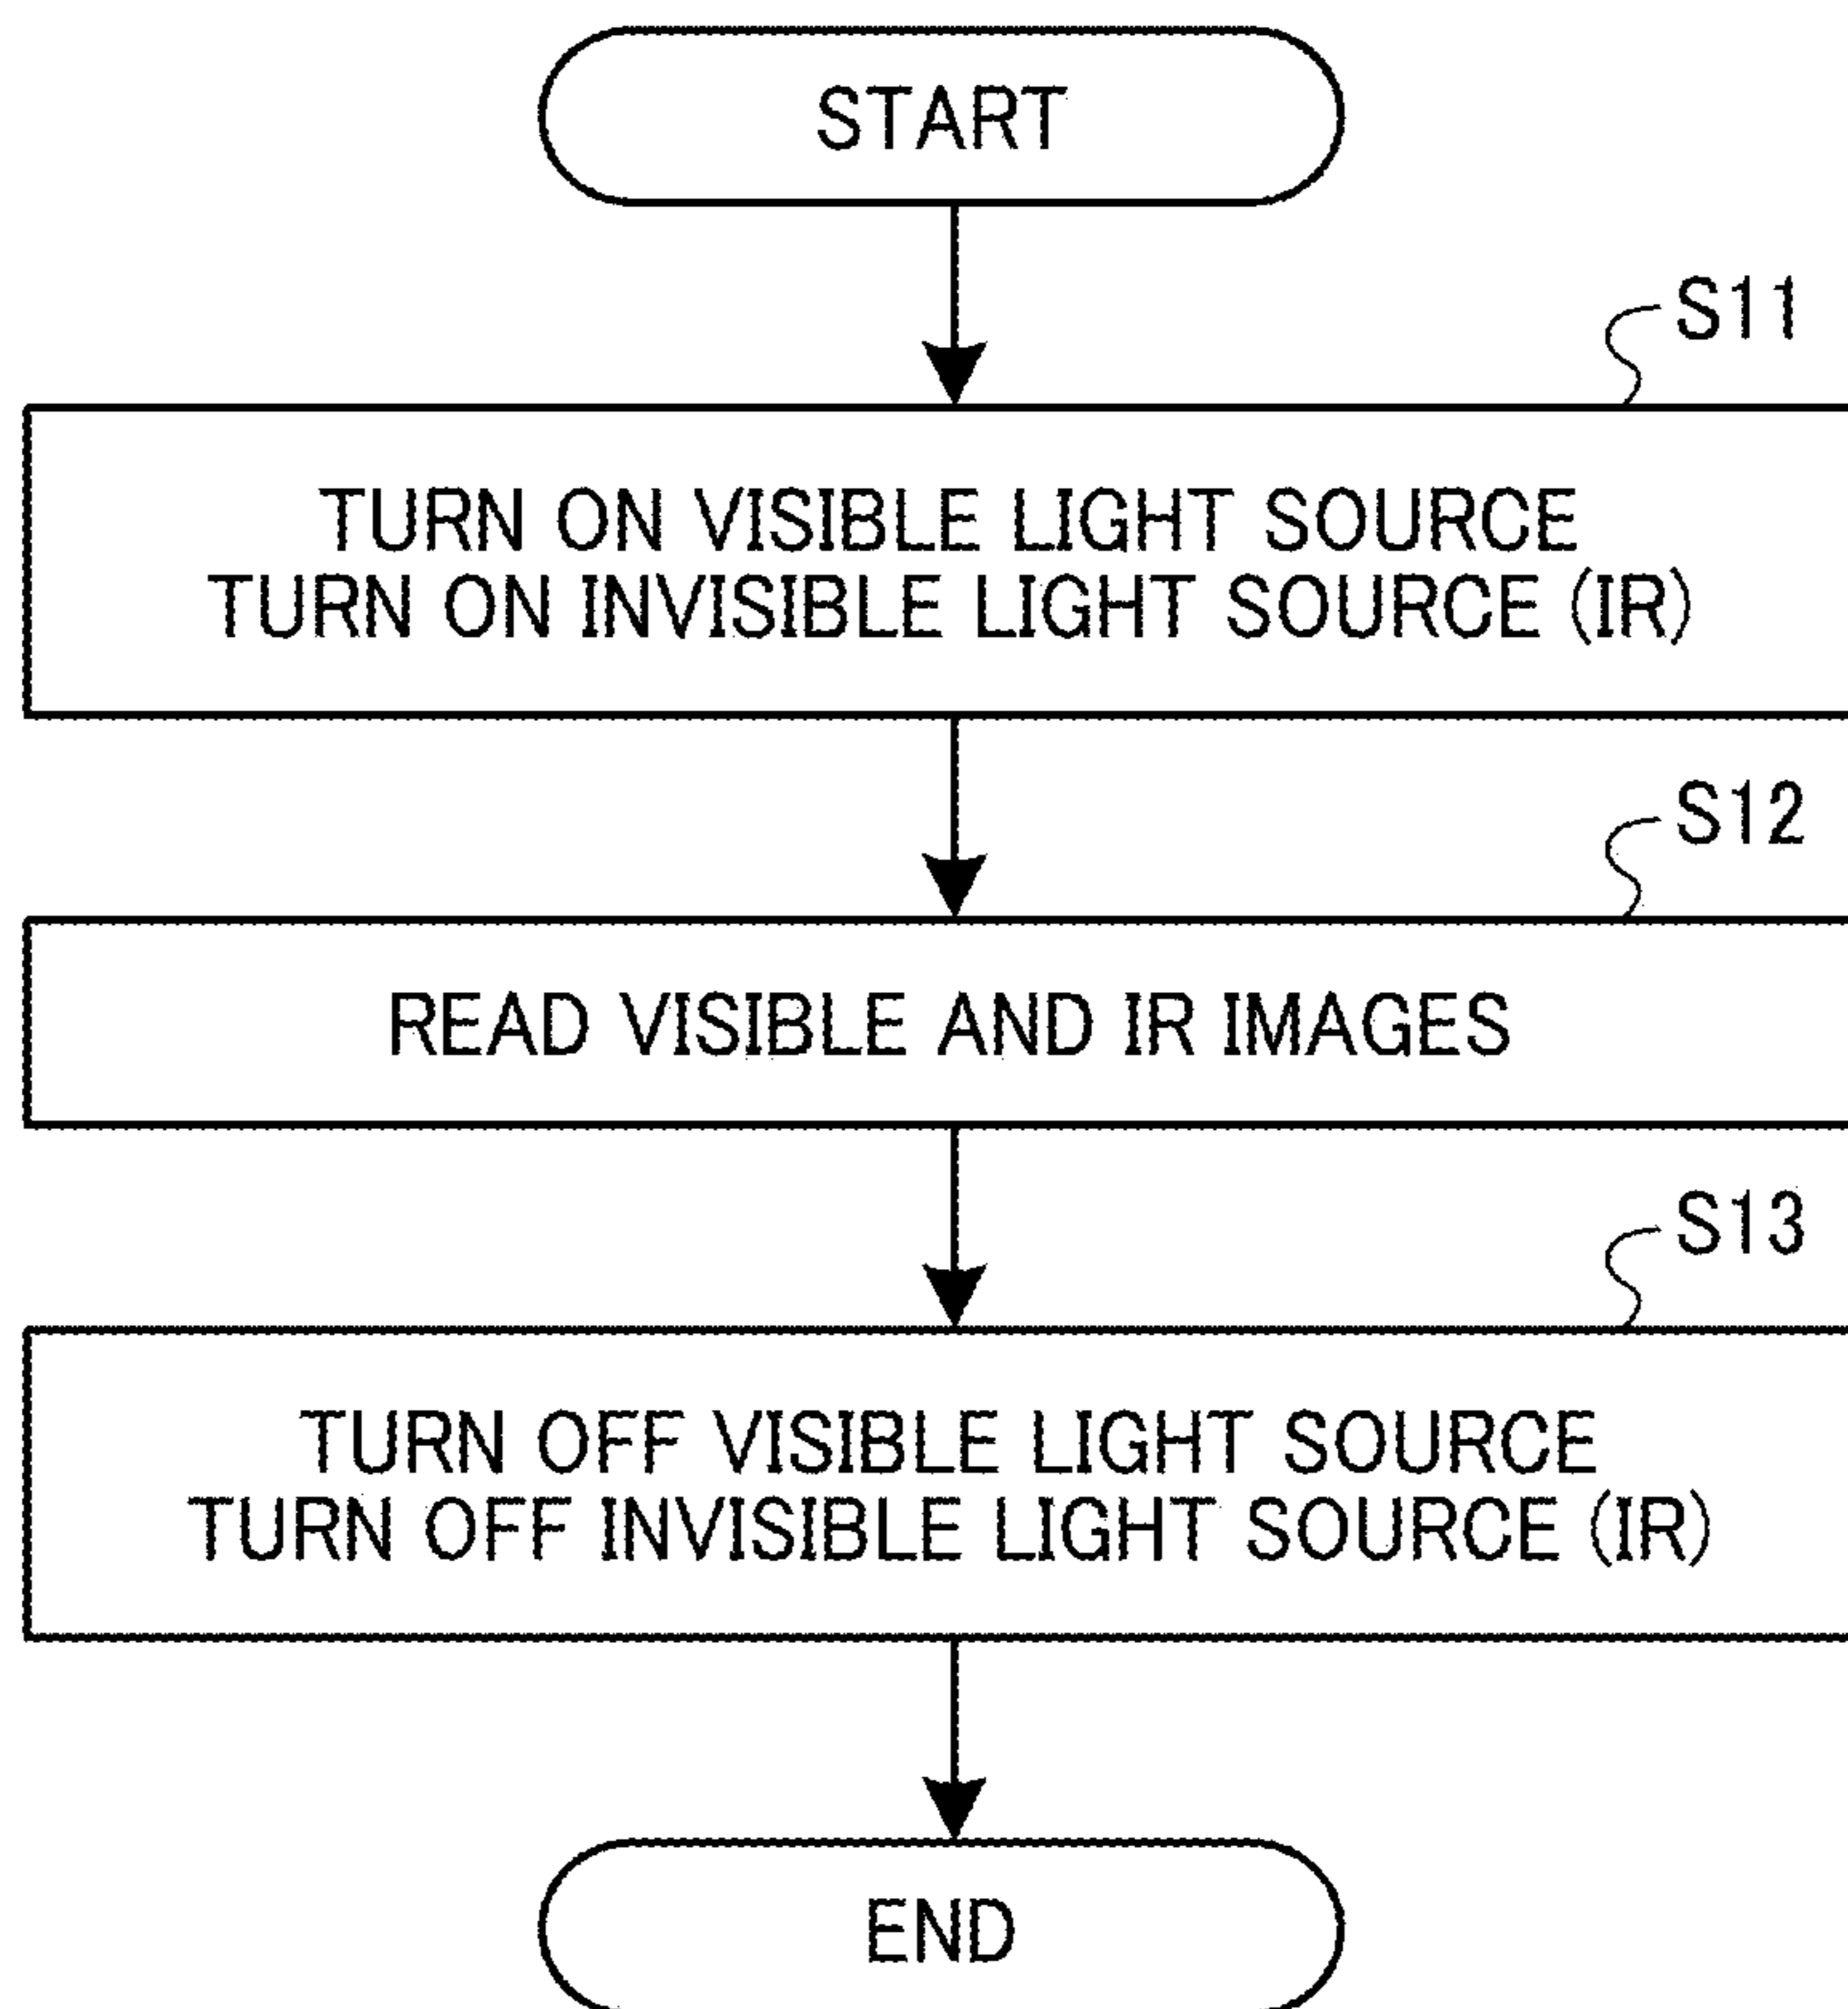 START
S11
TURN ON VISIBLE LIGHT SOURCE
TURN ON INVISIBLE LIGHT SOURCE (IR)
S12
READ VISIBLE AND IR IMAGES
S13
TURN OFF VISIBLE LIGHT SOURCE
TURN OFF INVISIBLE LIGHT SOURCE (IR)
END